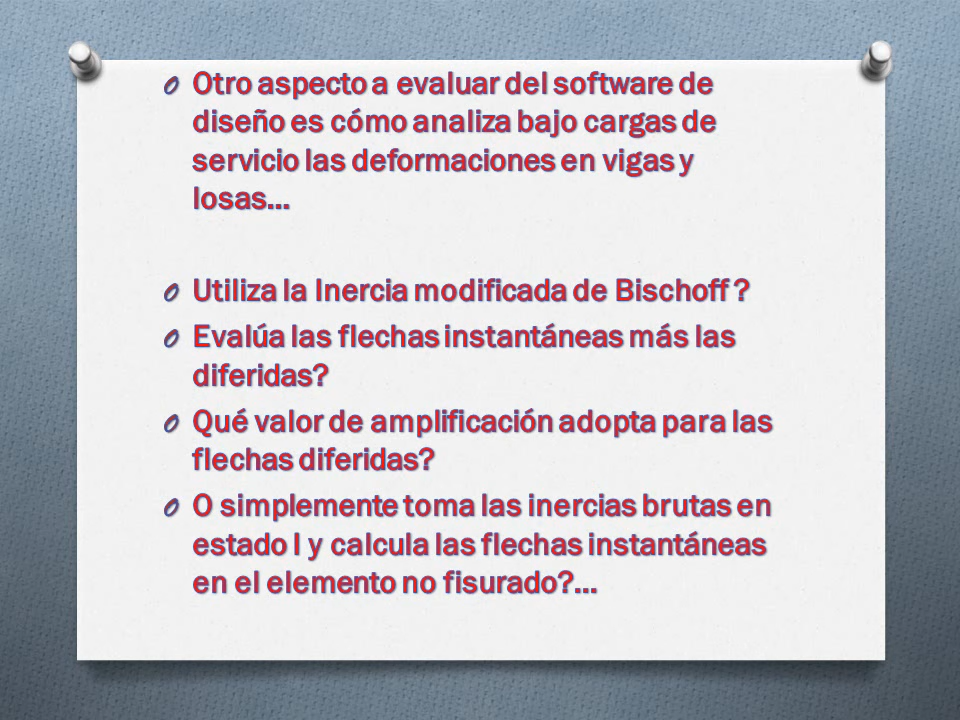 Otro aspecto a evaluar del software de
diseño es cómo analiza bajo cargas de
servicio las deformaciones en vigas y
losas...
Utiliza la Inercia modificada de Bischoff ?
Evalúa las flechas instantáneas más las
diferidas?
Qué valor de amplificación adopta para las
flechas diferidas?
O simplemente toma las inercias brutas en
estado I y calcula las flechas instantáneas
en el elemento no fisurado?...